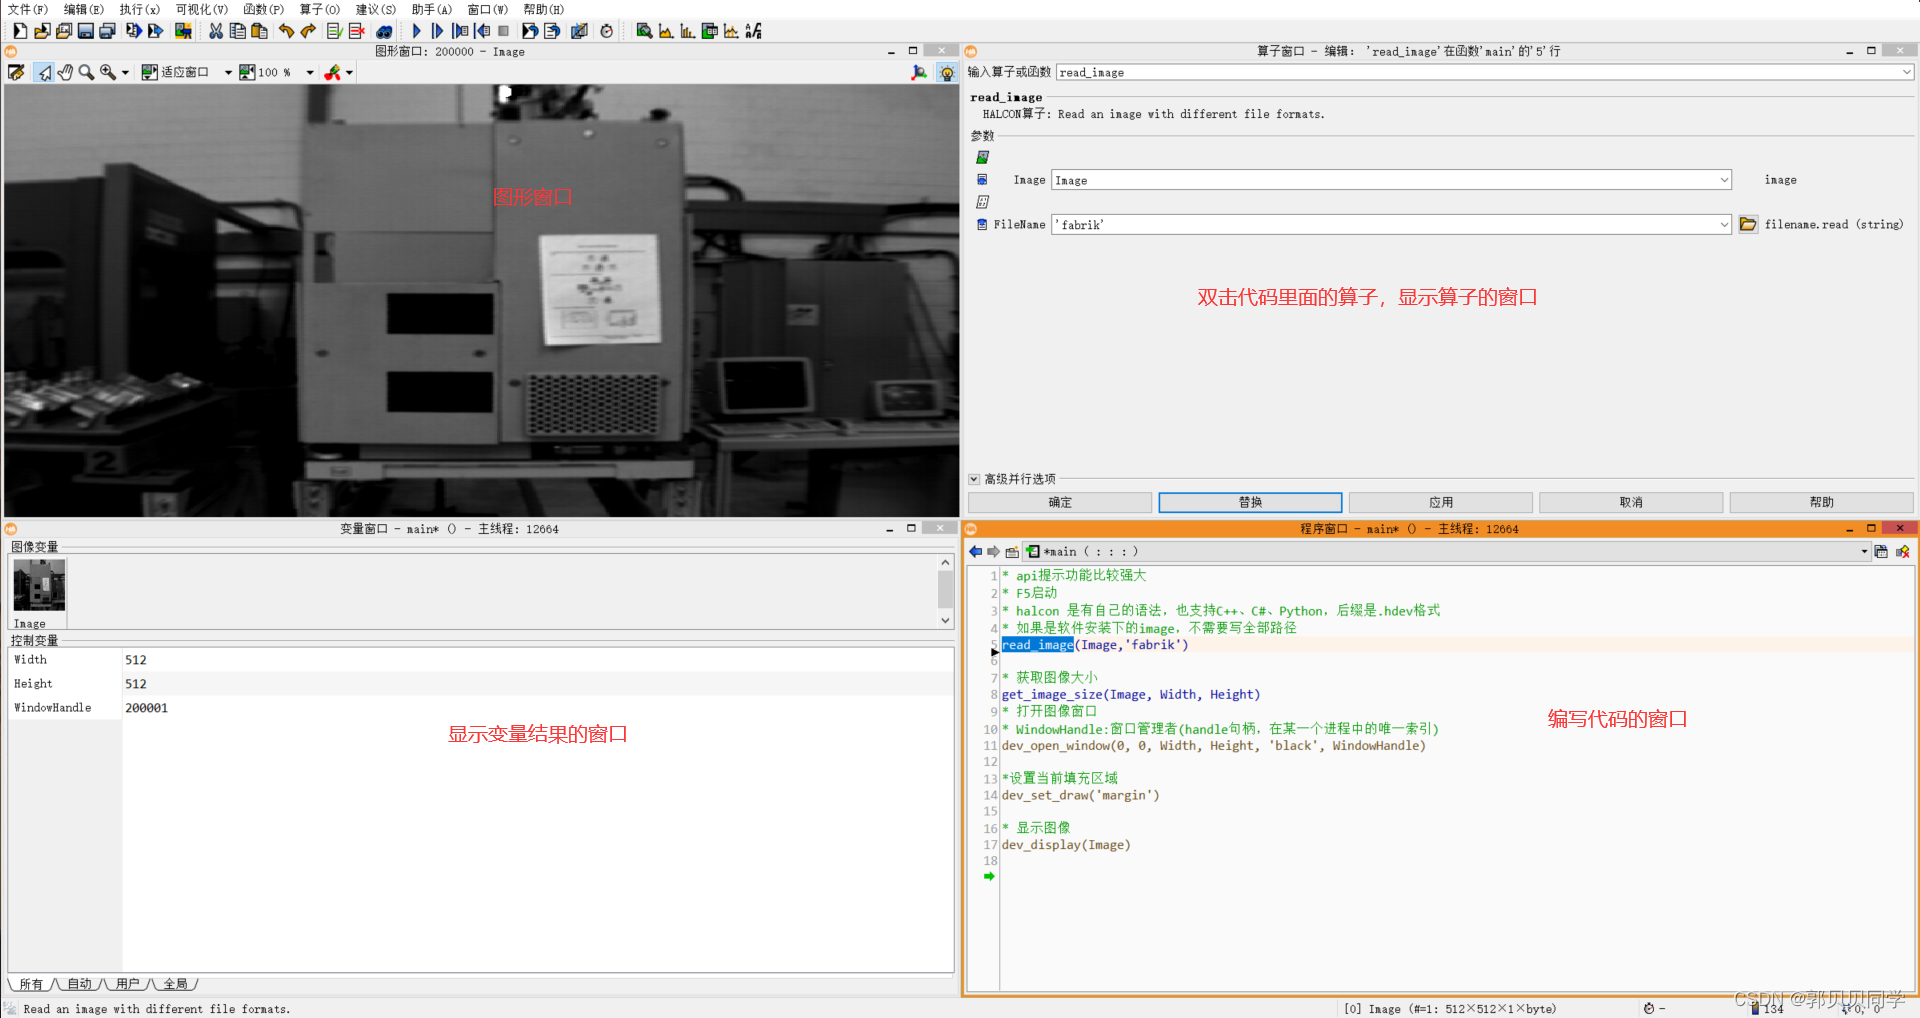 文件(F) 编辑(E) 执行(x) 可视化(V) 函数(P) 算子(O) 建议(S) 助手(A) 窗口(W) 帮助(H)
图形窗口: 200000 - Image
适应窗口 100 %
图形窗口
2
算子窗口 - 编辑: 'read_image'在函数'main'的'5'行
输入算子或函数 read_image
read_image
HALCON算子: Read an image with different file formats.
参数
Image Image image
FileName 'fabrik' filename.read (string)
双击代码里面的算子，显示算子的窗口
高级并行选项
确定 替换 应用 取消 帮助
变量窗口 - main* () - 主线程: 12664
图像变量
Image
控制变量
Width 512
Height 512
WindowHandle 200001
显示变量结果的窗口
所有 自动 用户 全局
程序窗口 - main* () - 主线程: 12664
*main ( : : : )
1 * api提示功能比较强大
2 * F5启动
3 * halcon 是有自己的语法，也支持C++、C#、Python，后缀是.hdev格式
4 * 如果是软件安装下的image，不需要写全部路径
5 read_image(Image,'fabrik')
6
7 * 获取图像大小
8 get_image_size(Image, Width, Height)
9 * 打开图像窗口
10 * WindowHandle:窗口管理者(handle句柄，在某一个进程中的唯一索引)
11 dev_open_window(0, 0, Width, Height, 'black', WindowHandle)
12
13 *设置当前填充区域
14 dev_set_draw('margin')
15
16 * 显示图像
17 dev_display(Image)
18
编写代码的窗口
Read an image with different file formats.
[0] Image (#=1: 512×512×1×byte) - 134 0, 0
CSDN @郭贝贝同学